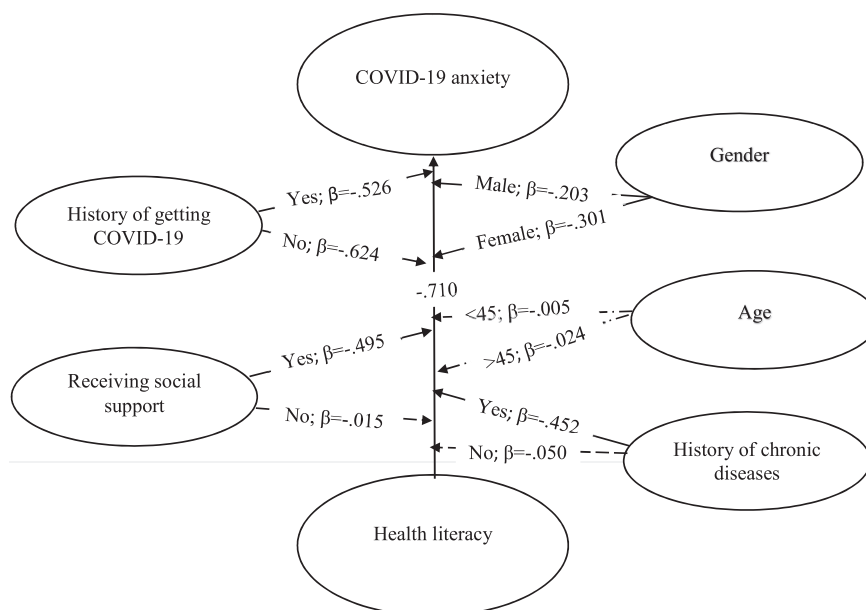 COVID-19 anxiety
Gender
Yes; β=-.526
Male; β=-.203
History of getting
COVID-19
Female; β=-.301
No; β=-.624
-.710
<45; β=-.005
Age
>45; β=-.024
Yes; β=-.495
Receiving social
support
Yes; β=-.452
No; β=-.015
No; β=-.050
History of chronic
diseases
Health literacy